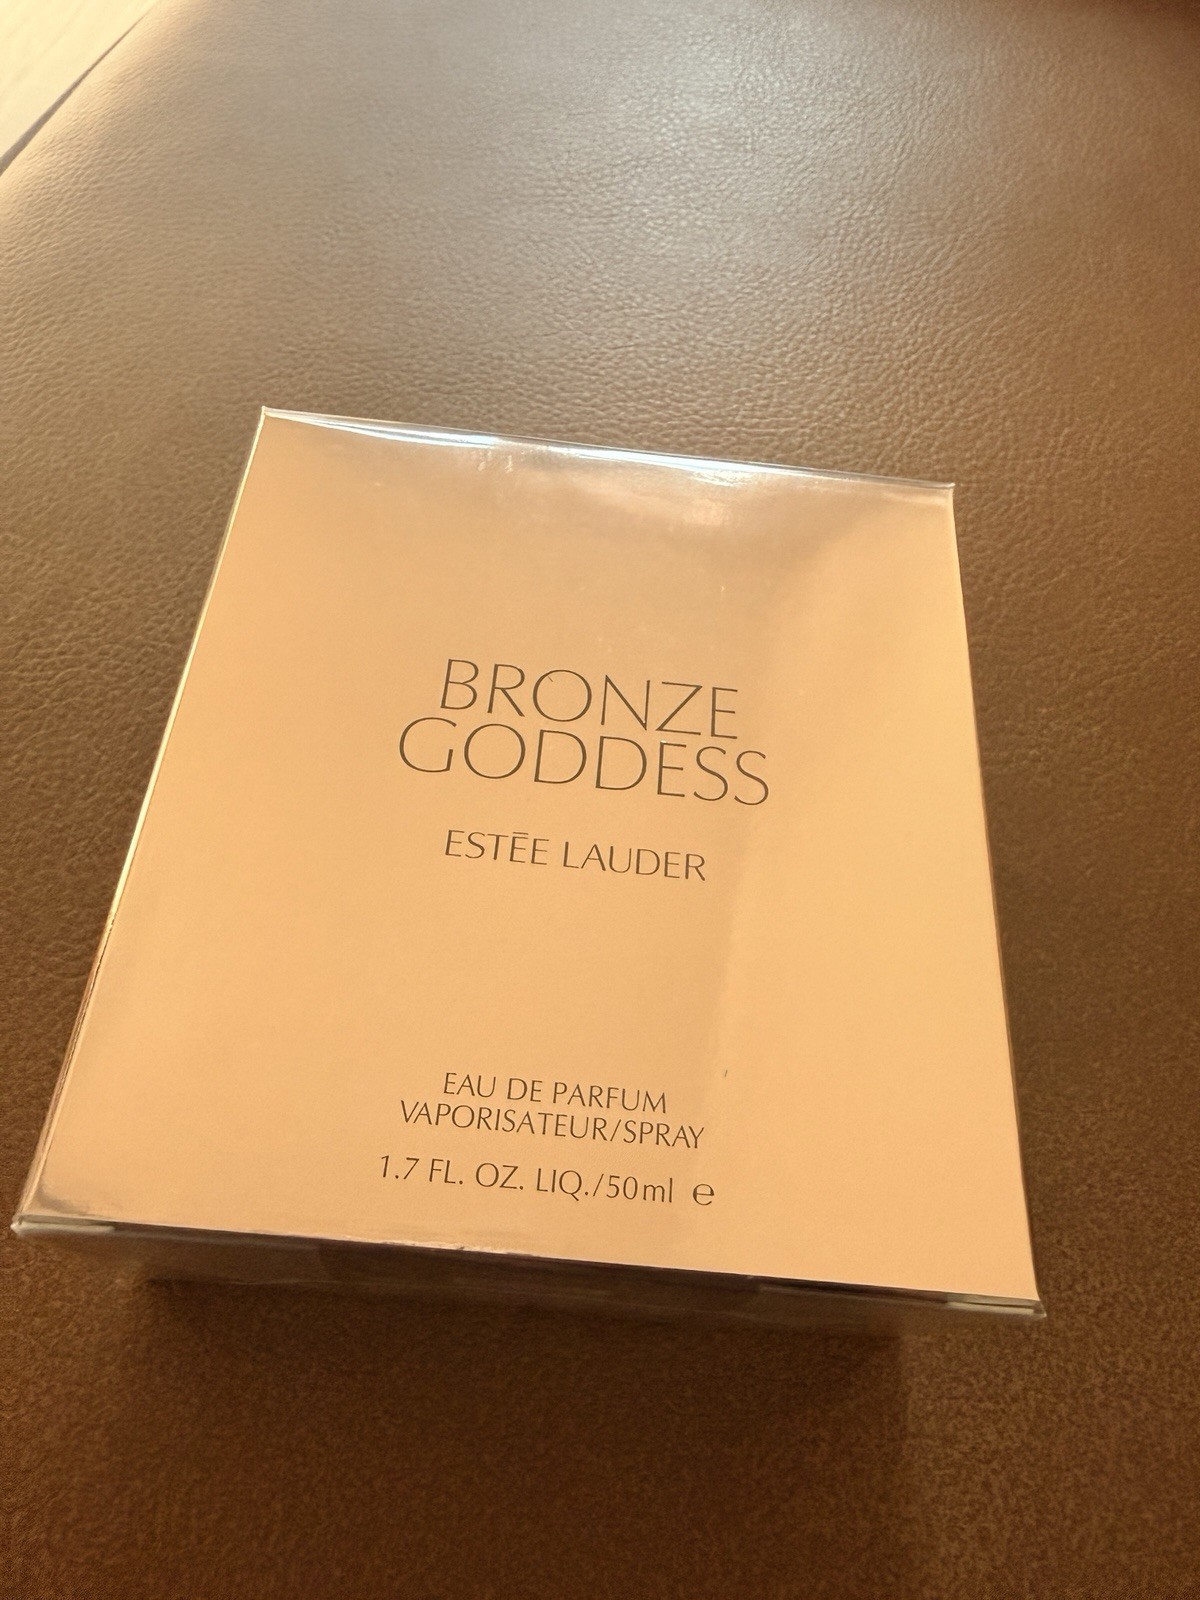 BRONZE
GODDESS
ESTĒE LAUDER
EAU DE PARFUM
VAPORISATEUR/SPRAY
1.7 FL. OZ. LIQ./50ml ℮